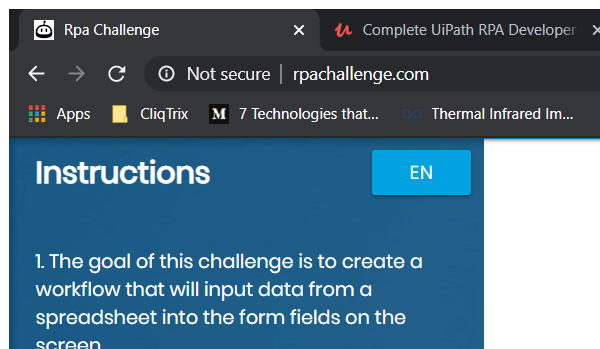 Rpa Challenge
Complete UiPath RPA Developer
Not secure | rpachallenge.com
Apps
CliqTrix
M
7 Technologies that...
Thermal Infrared Im...
Instructions
EN
1. The goal of this challenge is to create a
workflow that will input data from a
spreadsheet into the form fields on the
screen